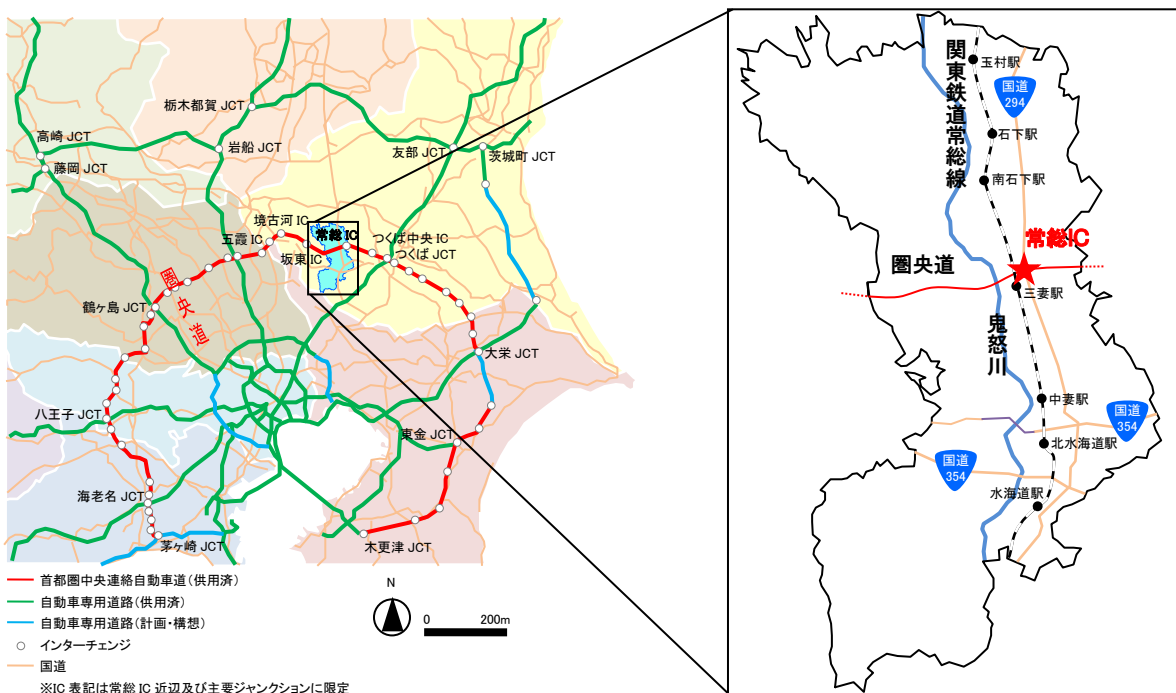 栃木都賀 JCT
高崎 JCT
岩船 JCT
藤岡 JCT
友部 JCT
茨城町 JCT
境古河 IC
常総 IC
五霞 IC
坂東 IC
つくば中央 IC
つくば JCT
圏央道
鶴ヶ島 JCT
大栄 JCT
八王子 JCT
東金 JCT
海老名 JCT
茅ヶ崎 JCT
木更津 JCT
首都圏中央連絡自動車道(供用済)
自動車専用道路(供用済)
自動車専用道路(計画・構想)
インターチェンジ
国道
※IC 表記は常総 IC 近辺及び主要ジャンクションに限定
N
0 200m
関東鉄道常総線
玉村駅
国道
294
石下駅
南石下駅
常総IC
圏央道
三妻駅
鬼怒川
中妻駅
国道
354
北水海道駅
国道
354
水海道駅